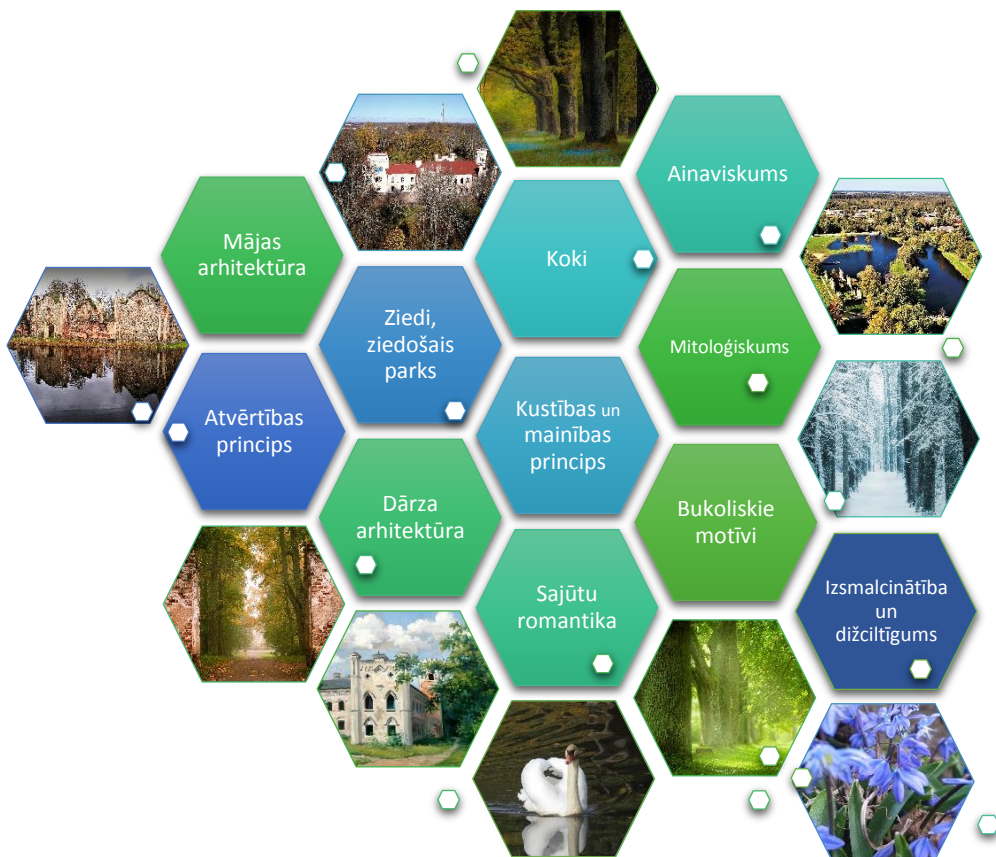 Ainaviskums
Mājas
arhitektūra
Koki
Ziedi,
ziedošais
parks
Mitoloģiskums
Atvērtības
princips
Kustības un
mainības
princips
Dārza
arhitektūra
Bukoliskie
motīvi
Sajūtu
romantika
Izsmalcinātība
un
dižciltīgums